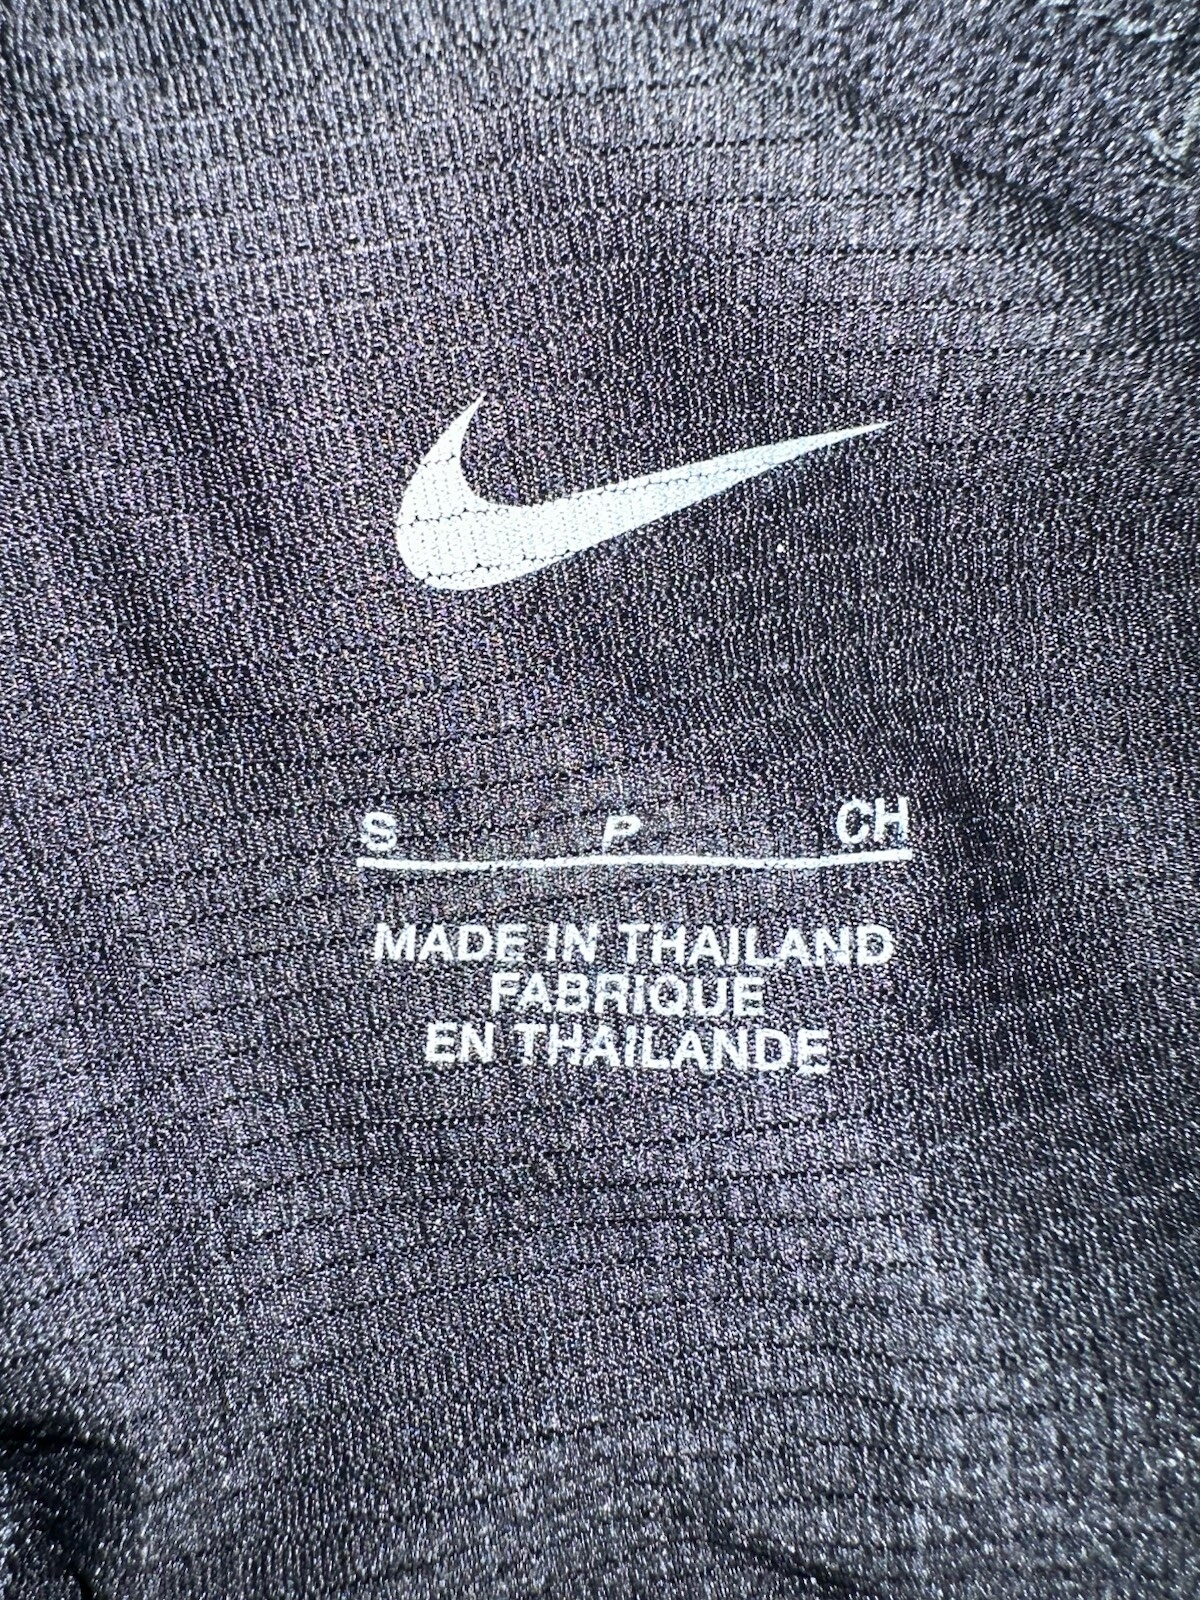 S P CH
MADE IN THAILAND
FABRIQUE
EN THAILANDE